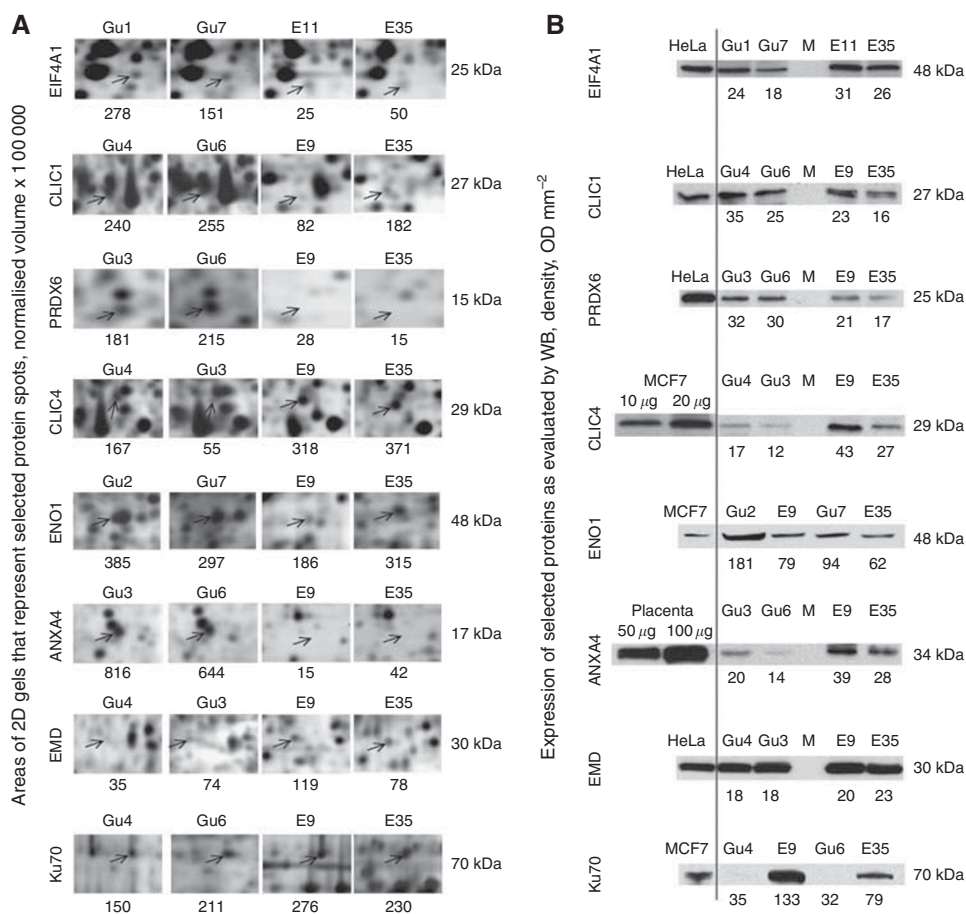 A
Areas of 2D gels that represent selected protein spots, normalised volume x 100 000
Gu1 Gu7 E11 E35
EIF4A1
25 kDa
278 151 25 50
Gu4 Gu6 E9 E35
CLIC1
27 kDa
240 255 82 182
Gu3 Gu6 E9 E35
PRDX6
15 kDa
181 215 28 15
Gu4 Gu3 E9 E35
CLIC4
29 kDa
167 55 318 371
Gu2 Gu7 E9 E35
ENO1
48 kDa
385 297 186 315
Gu3 Gu6 E9 E35
ANXA4
17 kDa
816 644 15 42
Gu4 Gu3 E9 E35
EMD
30 kDa
35 74 119 78
Gu4 Gu6 E9 E35
Ku70
70 kDa
150 211 276 230
B
Expression of selected proteins as evaluated by WB, density, OD mm−2
HeLa Gu1 Gu7 M E11 E35
EIF4A1
48 kDa
24 18 31 26
HeLa Gu4 Gu6 M E9 E35
CLIC1
27 kDa
35 25 23 16
HeLa Gu3 Gu6 M E9 E35
PRDX6
25 kDa
32 30 21 17
MCF7 Gu4 Gu3 M E9 E35
10 µg 20 µg
CLIC4
29 kDa
17 12 43 27
MCF7 Gu2 E9 Gu7 E35
ENO1
48 kDa
181 79 94 62
Placenta Gu3 Gu6 M E9 E35
50 µg 100 µg
ANXA4
34 kDa
20 14 39 28
HeLa Gu4 Gu3 M E9 E35
EMD
30 kDa
18 18 20 23
MCF7 Gu4 E9 Gu6 E35
Ku70
70 kDa
35 133 32 79